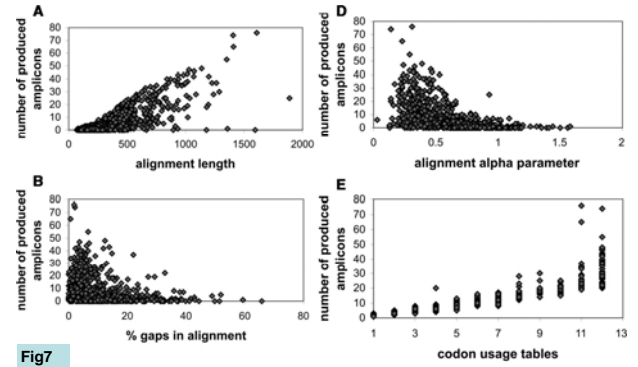 A
number of produced
amplicons
80
70
60
50
40
30
20
10
0
0 500 1000 1500 2000
alignment length
D
number of produced
amplicons
80
70
60
50
40
30
20
10
0
0 0.5 1 1.5 2
alignment alpha parameter
B
number of produced
amplicons
80
70
60
50
40
30
20
10
0
0 20 40 60 80
% gaps in alignment
E
number of produced
amplicons
80
70
60
50
40
30
20
10
0
1 3 5 7 9 11 13
codon usage tables
Fig7